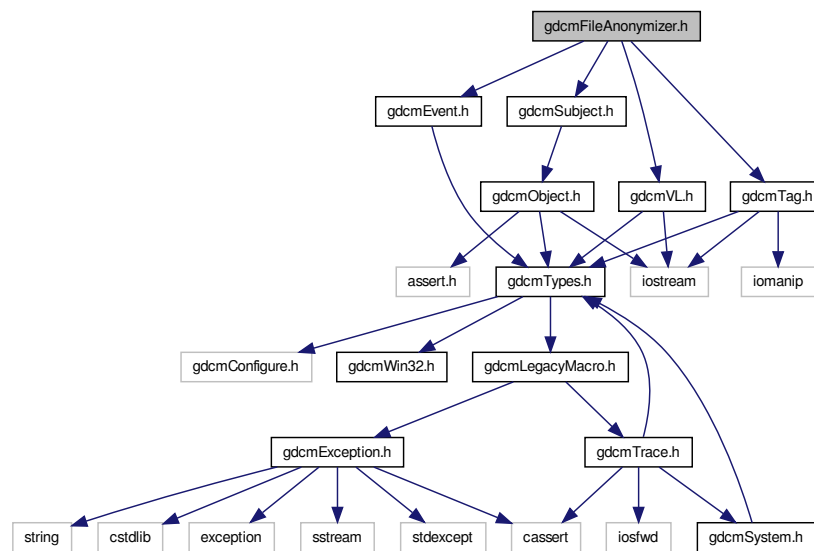 gdcmFileAnonymizer.h
gdcmEvent.h
gdcmSubject.h
gdcmObject.h
gdcmVL.h
gdcmTag.h
assert.h
gdcmTypes.h
iostream
iomanip
gdcmConfigure.h
gdcmWin32.h
gdcmLegacyMacro.h
gdcmException.h
gdcmTrace.h
string
cstdlib
exception
sstream
stdexcept
cassert
iosfwd
gdcmSystem.h